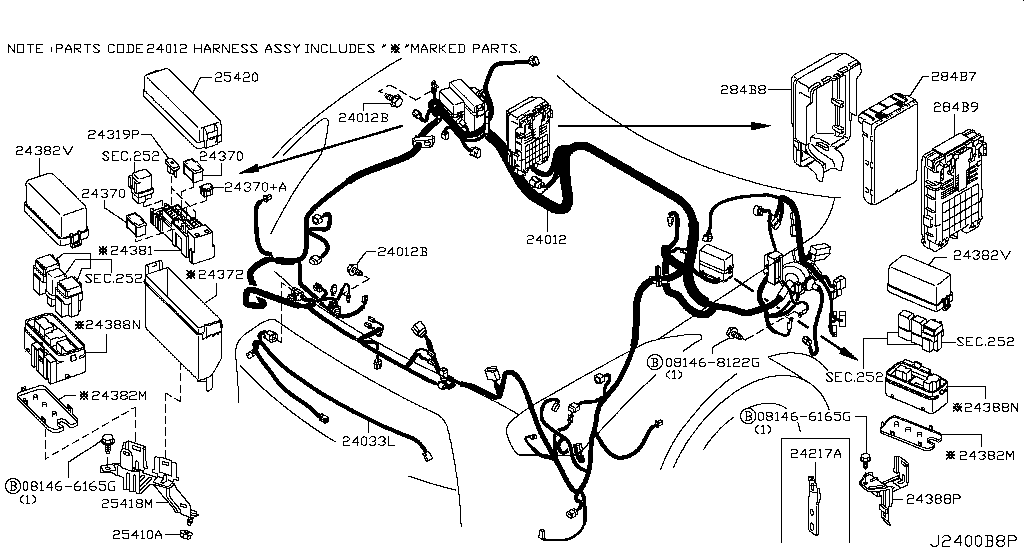 NOTE : PARTS CODE 24012 HARNESS ASSY INCLUDES "※" MARKED PARTS.
25420
24319P
24382V
SEC.252
24370
24370
24370+A
※24381
SEC.252
※24372
※24388N
※24382M
B08146-6165G
(1)
25418M
25410A
24012B
24012B
24033L
24012
284B8
284B7
284B9
24382V
B08146-8122G
(1)
SEC.252
SEC.252
※24388N
B08146-6165G
(1)
24217A
※24382M
24388P
J2400B8P